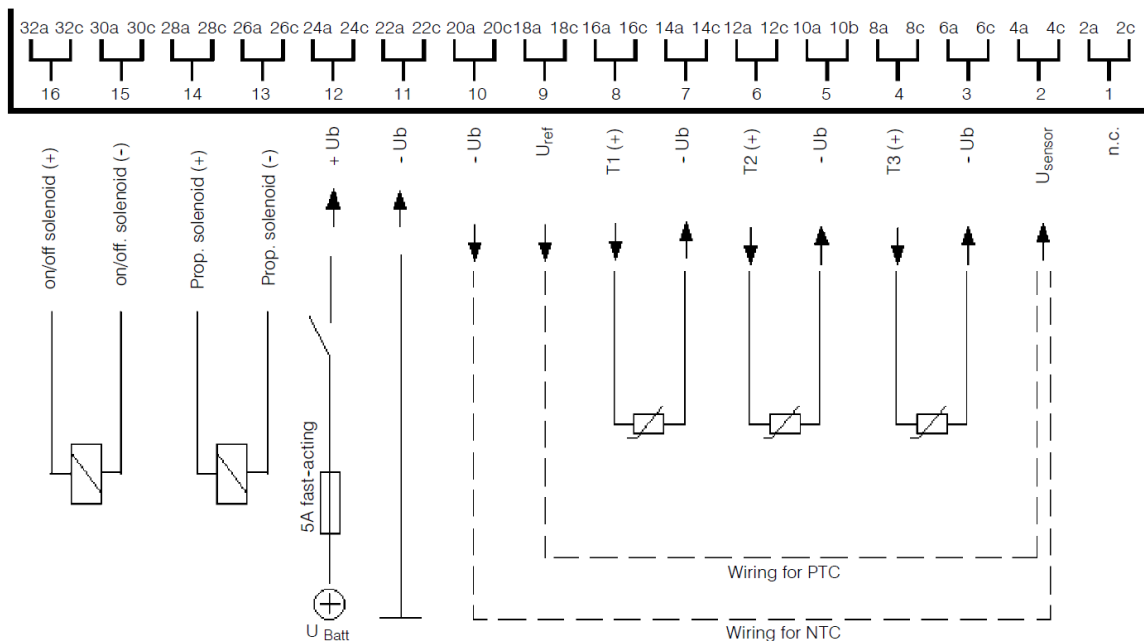 32a 32c 30a 30c 28a 28c 26a 26c 24a 24c 22a 22c 20a 20c 18a 18c 16a 16c 14a 14c 12a 12c 10a 10b 8a 8c 6a 6c 4a 4c 2a 2c
16 15 14 13 12 11 10 9 8 7 6 5 4 3 2 1
on/off solenoid (+)
on/off. solenoid (-)
Prop. solenoid (+)
Prop. solenoid (-)
+ Ub
- Ub
- Ub
Uref
T1 (+)
- Ub
T2 (+)
- Ub
T3 (+)
- Ub
Usensor
n.c.
5A fast-acting
U Batt
Wiring for PTC
Wiring for NTC